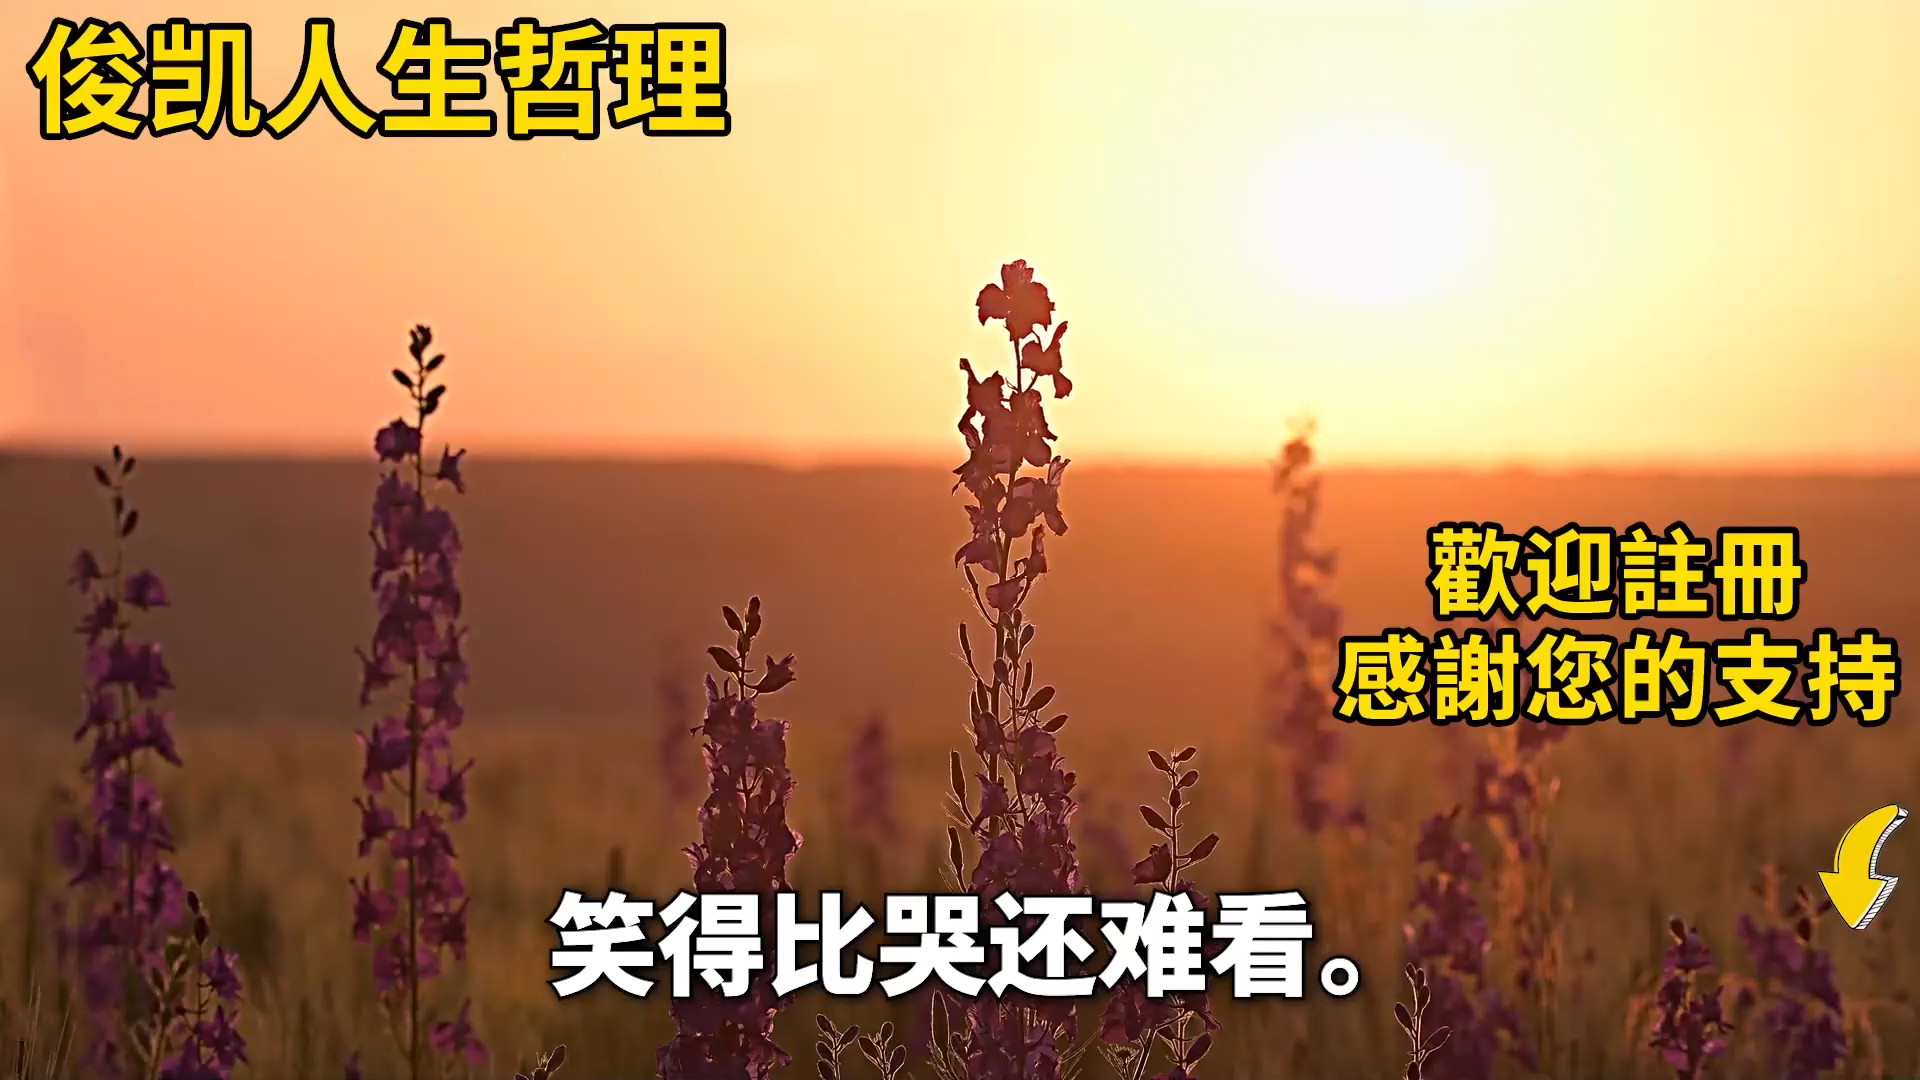 俊凯人生哲理
歡迎註冊
感謝您的支持
笑得比哭还难看。